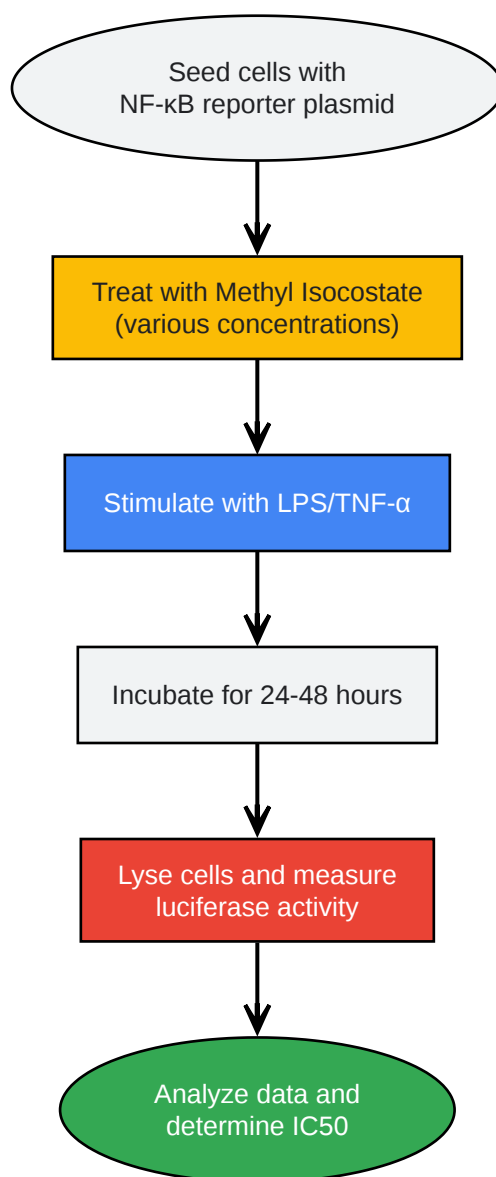 Seed cells with
NF-κB reporter plasmid
Treat with Methyl Isocostate
(various concentrations)
Stimulate with LPS/TNF-α
Incubate for 24-48 hours
Lyse cells and measure
luciferase activity
Analyze data and
determine IC50